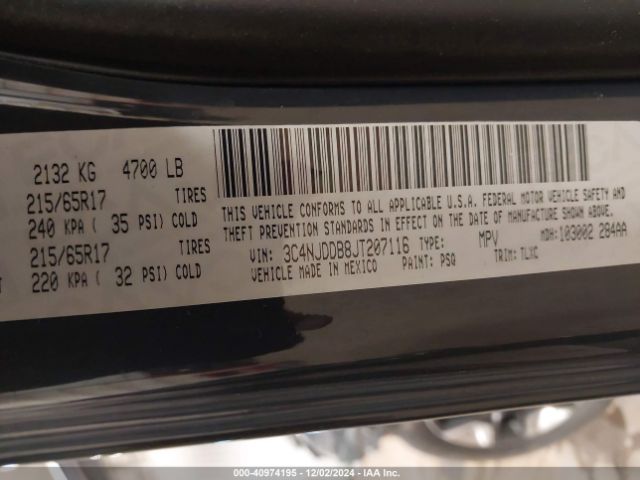 2132 KG 4700 LB
215/65R17 TIRES
240 KPA ( 35 PSI) COLD
215/65R17 TIRES
220 KPA ( 32 PSI) COLD
THIS VEHICLE CONFORMS TO ALL APPLICABLE U.S.A. FEDERAL MOTOR VEHICLE SAFETY AND
THEFT PREVENTION STANDARDS IN EFFECT ON THE DATE OF MANUFACTURE SHOWN ABOVE.
VIN: 3C4NJDDB8JT207116 TYPE: MPV MDH:103002 284AA
VEHICLE MADE IN MEXICO PAINT: PSQ TRIM: TLXC
000-40974195 - 12/02/2024 - IAA Inc.